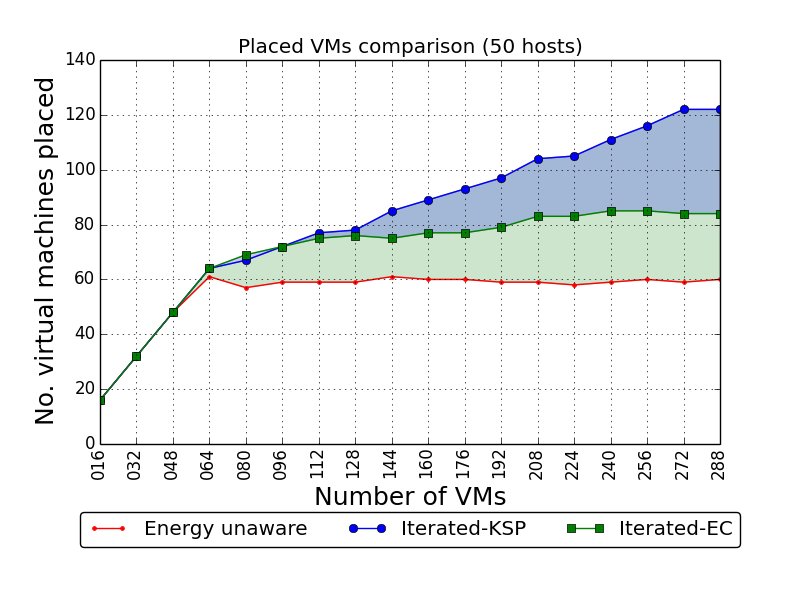 Placed VMs comparison (50 hosts)
No. virtual machines placed
140
120
100
80
60
40
20
0
016 032 048 064 080 096 112 128 144 160 176 192 208 224 240 256 272 288
Number of VMs
Energy unaware Iterated-KSP Iterated-EC